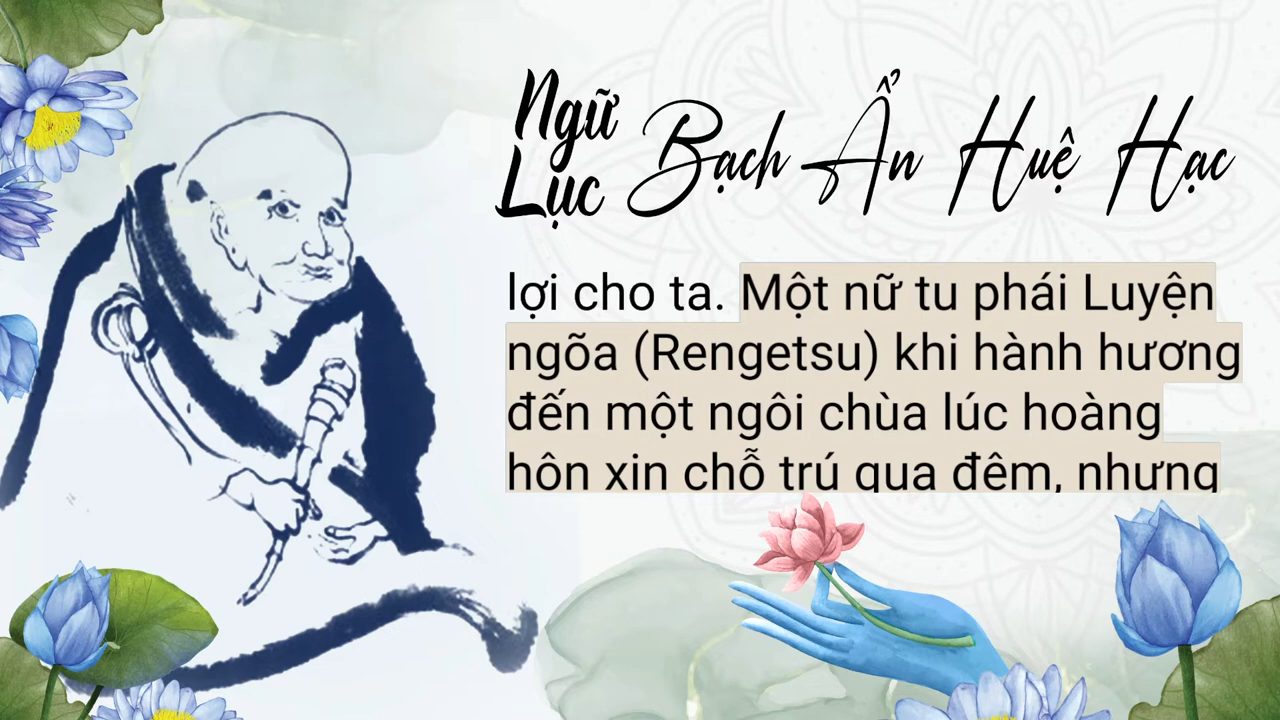 Ngữ
Lục
Bạch Ẩn Huệ Hạc
lợi cho ta. Một nữ tu phái Luyện
ngõa (Rengetsu) khi hành hương
đến một ngôi chùa lúc hoàng
hôn xin chỗ trú qua đêm, nhưng